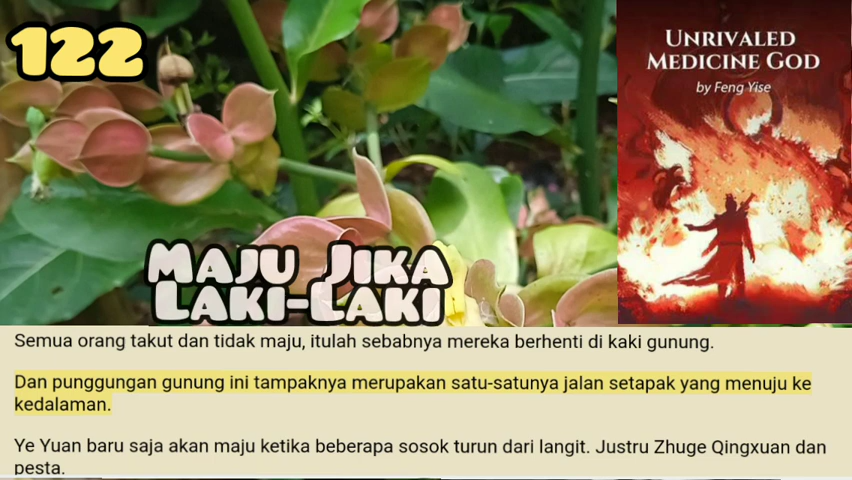 122
UNRIVALED
MEDICINE GOD
by Feng Yise
MAJU JIKA
LAKI-LAKI
Semua orang takut dan tidak maju, itulah sebabnya mereka berhenti di kaki gunung.
Dan punggungan gunung ini tampaknya merupakan satu-satunya jalan setapak yang menuju ke
kedalaman.
Ye Yuan baru saja akan maju ketika beberapa sosok turun dari langit. Justru Zhuge Qingxuan dan
pesta.